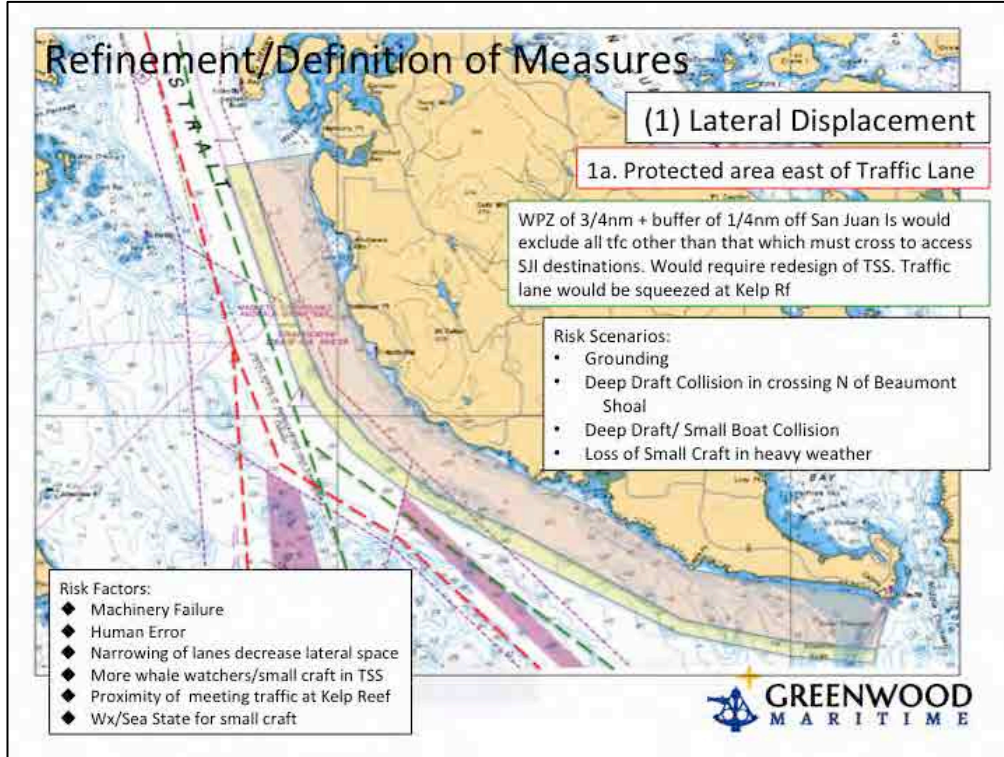 Refinement/Definition of Measures
(1) Lateral Displacement
1a. Protected area east of Traffic Lane
WPZ of 3/4nm + buffer of 1/4nm off San Juan Is would
exclude all tfc other than that which must cross to access
SJI destinations. Would require redesign of TSS. Traffic
lane would be squeezed at Kelp Rf
Risk Scenarios:
• Grounding
• Deep Draft Collision in crossing N of Beaumont
Shoal
• Deep Draft/ Small Boat Collision
• Loss of Small Craft in heavy weather
STRAIT
BAY
Risk Factors:
◆ Machinery Failure
◆ Human Error
◆ Narrowing of lanes decrease lateral space
◆ More whale watchers/small craft in TSS
◆ Proximity of meeting traffic at Kelp Reef
◆ Wx/Sea State for small craft
GREENWOOD
MARITIME